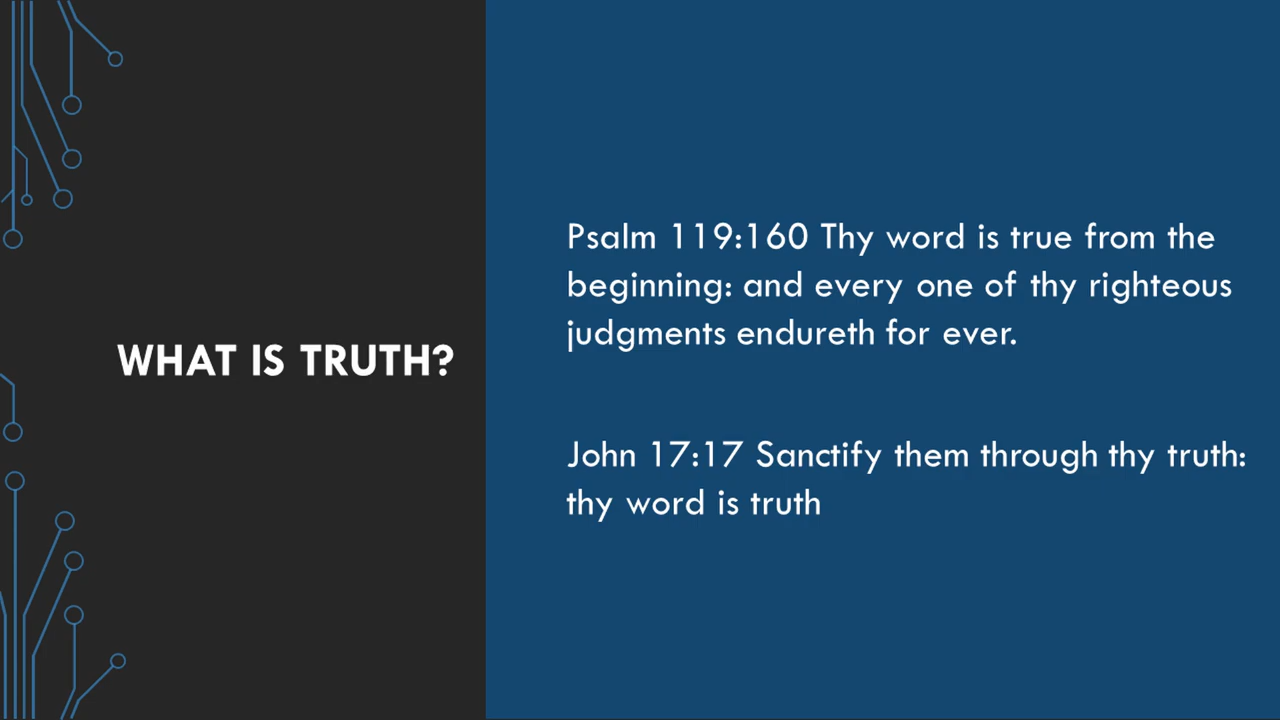 WHAT IS TRUTH?
Psalm 119:160 Thy word is true from the
beginning: and every one of thy righteous
judgments endureth for ever.
John 17:17 Sanctify them through thy truth:
thy word is truth